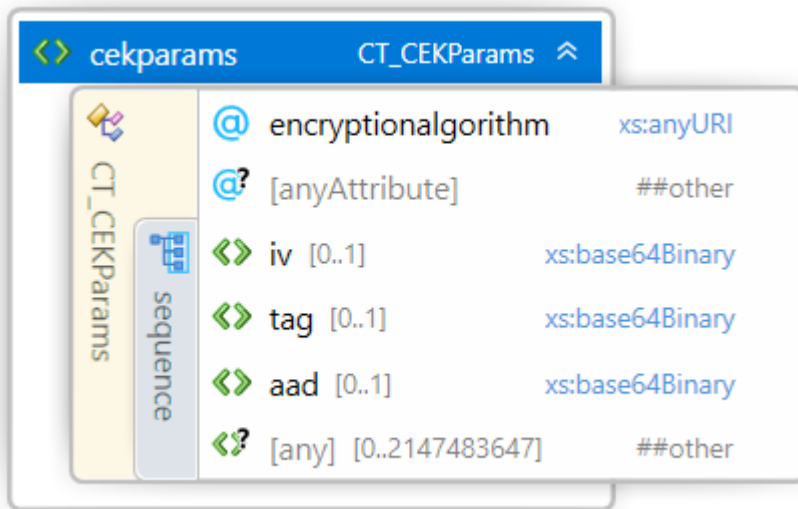 cekparams CT_CEKParams
CT_CEKParams
encryptionalgorithm xs:anyURI
[anyAttribute] ##other
sequence
iv [0..1] xs:base64Binary
tag [0..1] xs:base64Binary
aad [0..1] xs:base64Binary
[any] [0..2147483647] ##other